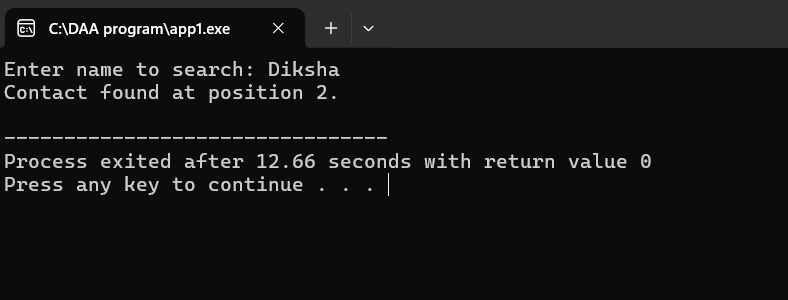 C:\DAA program\app1.exe
Enter name to search: Diksha
Contact found at position 2.
--------------------------------
Process exited after 12.66 seconds with return value 0
Press any key to continue . . .